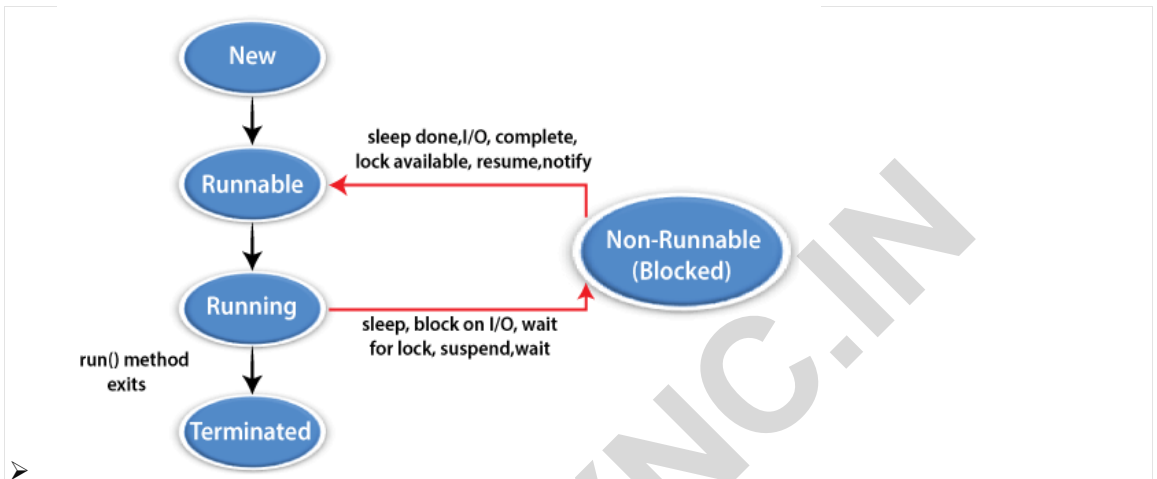 New
sleep done,I/O, complete,
lock available, resume,notify
Runnable
Non-Runnable
(Blocked)
Running
sleep, block on I/O, wait
for lock, suspend,wait
run() method
exits
Terminated
NC.IN